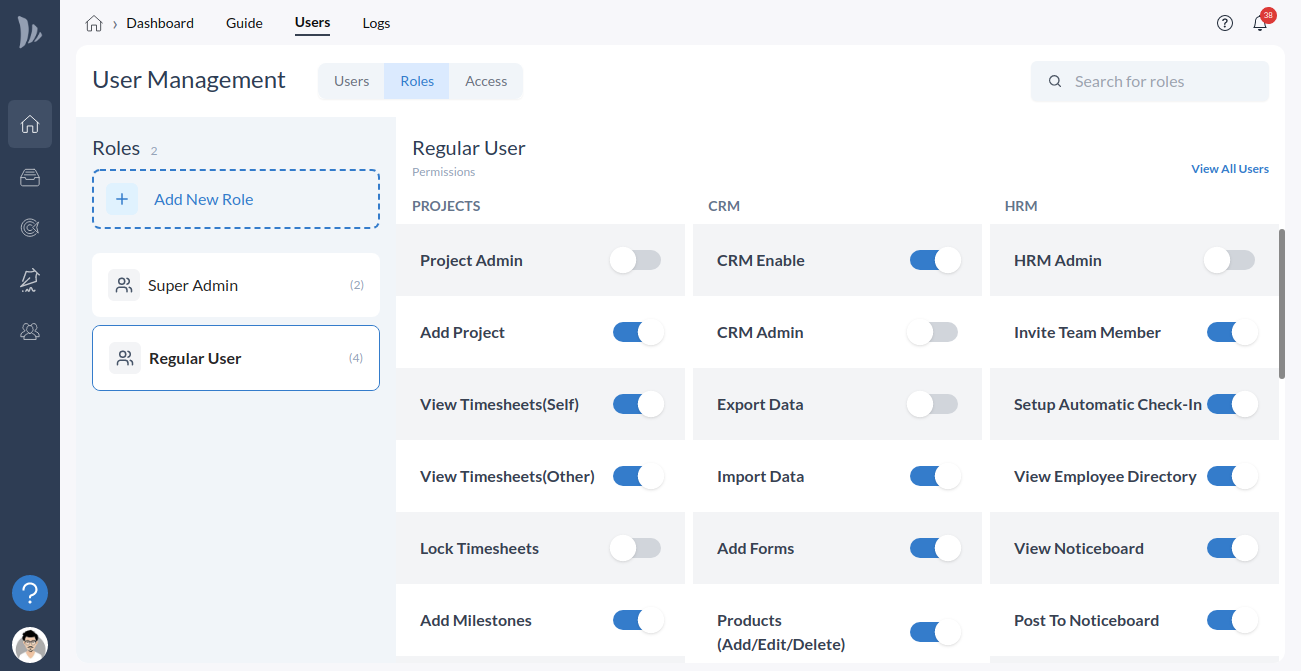 › Dashboard Guide Users Logs
? 38
User Management Users Roles Access Search for roles
Roles 2
+ Add New Role
Super Admin (2)
Regular User (4)
Regular User
Permissions
View All Users
PROJECTS CRM HRM
Project Admin CRM Enable HRM Admin
Add Project CRM Admin Invite Team Member
View Timesheets(Self) Export Data Setup Automatic Check-In
View Timesheets(Other) Import Data View Employee Directory
Lock Timesheets Add Forms View Noticeboard
Add Milestones Products Post To Noticeboard
(Add/Edit/Delete)
?